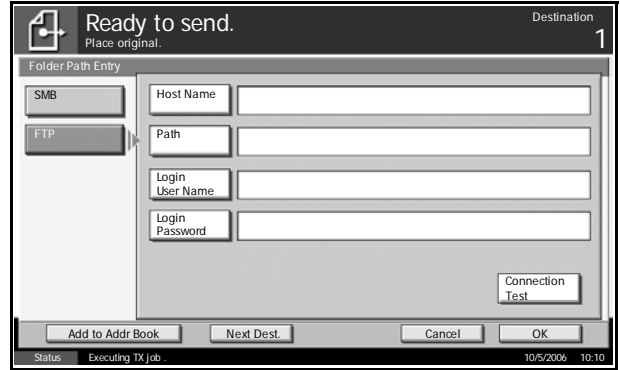 Ready to send.
Destination
Place original.
1
Folder Path Entry
SMB
FTP
Host Name
Path
Login
User Name
Login
Password
Connection
Test
Add to Addr Book
Next Dest.
Cancel
OK
Status
Executing TX job .
10/5/2006 10:10